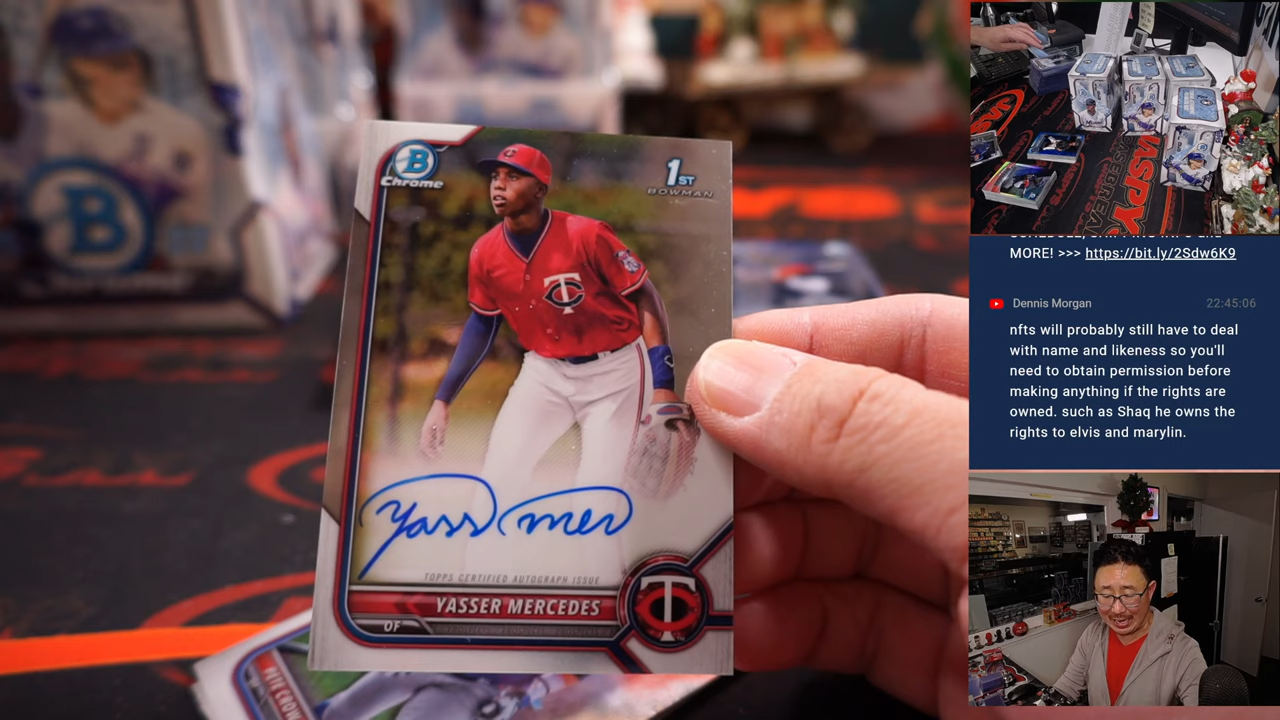 B
Chrome
1ST
BOWMAN
TC
Yass Mer
TOPPS CERTIFIED AUTOGRAPH ISSUE
YASSER MERCEDES
OF
MORE! >>> https://bit.ly/2Sdw6K9
Dennis Morgan 22:45:06
nfts will probably still have to deal
with name and likeness so you'll
need to obtain permission before
making anything if the rights are
owned. such as Shaq he owns the
rights to elvis and marylin.